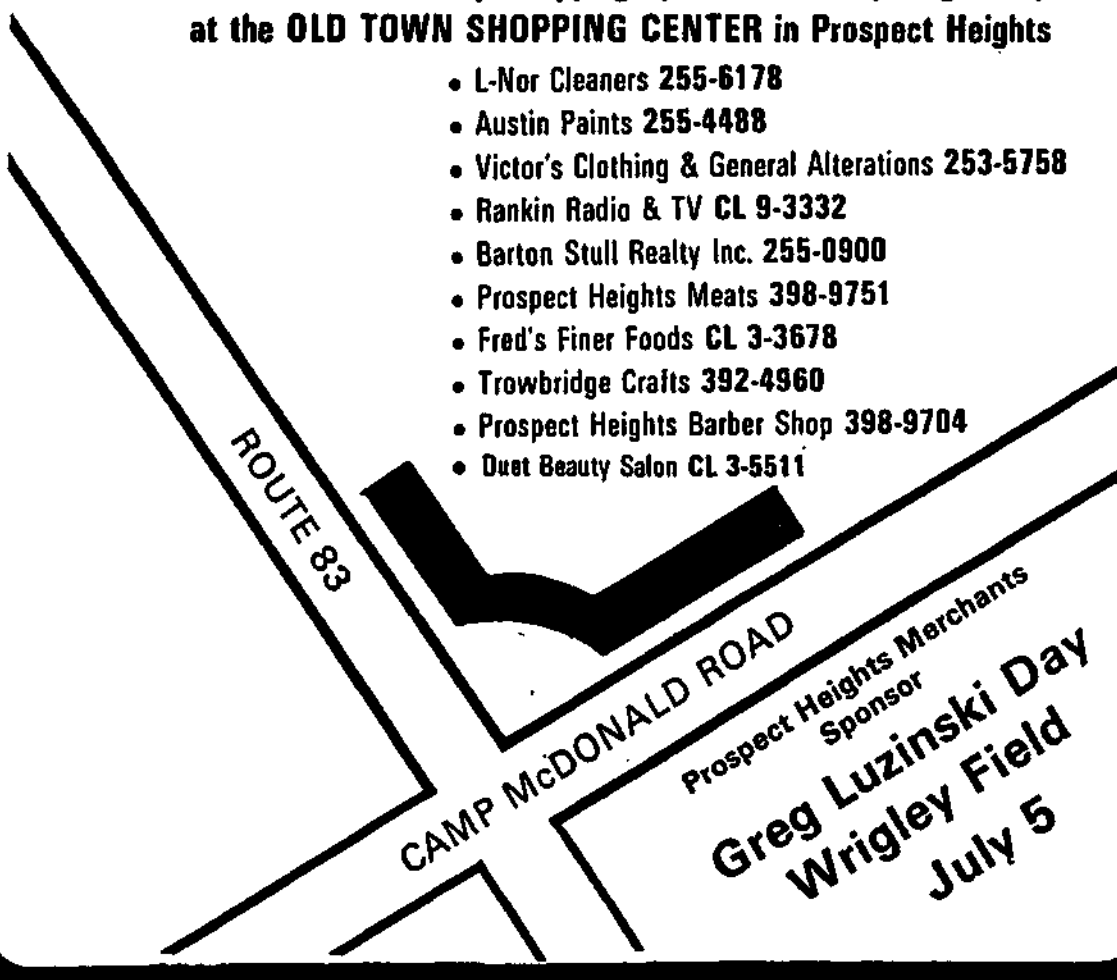 at the OLD TOWN SHOPPING CENTER in Prospect Heights
• L-Nor Cleaners 255-6178
• Austin Paints 255-4488
• Victor's Clothing & General Alterations 253-5758
• Rankin Radio & TV CL 9-3332
• Barton Stull Realty Inc. 255-0900
• Prospect Heights Meats 398-9751
• Fred's Finer Foods CL 3-3678
• Trowbridge Crafts 392-4960
• Prospect Heights Barber Shop 398-9704
• Duet Beauty Salon CL 3-5511
ROUTE 83
CAMP McDONALD ROAD
Prospect Heights Merchants
Sponsor
Greg Luzinski Day
Wrigley Field
July 5